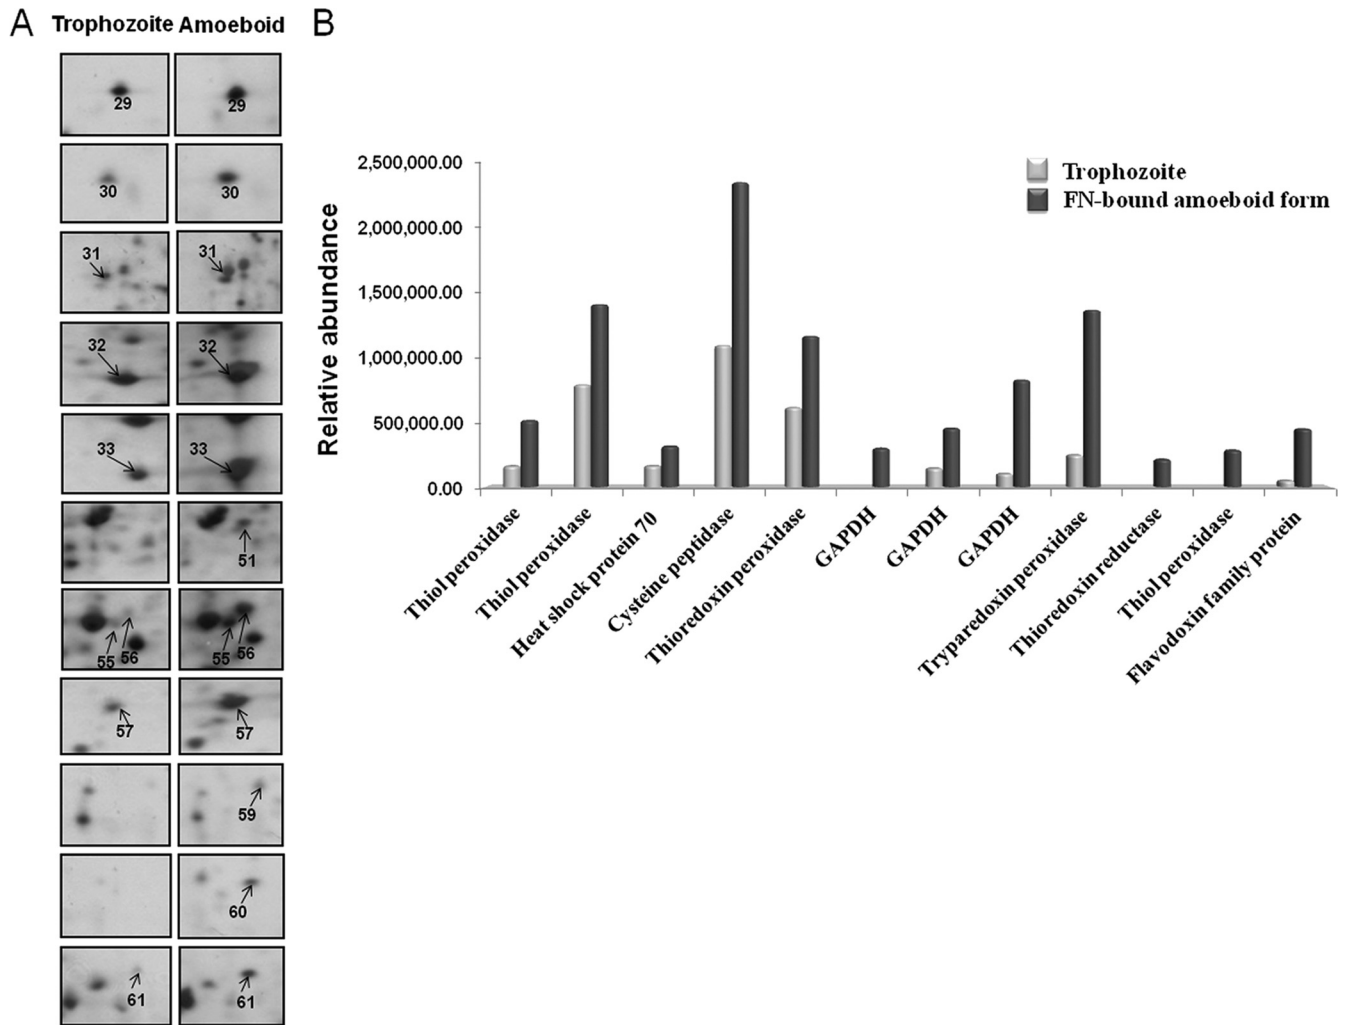 A
Trophozoite Amoeboid
29
29
30
30
31
31
32
32
33
33
51
55 56
55 56
57
57
59
60
61
61
B
Relative abundance
2,500,000.00
2,000,000.00
1,500,000.00
1,000,000.00
500,000.00
0.00
Trophozoite
FN-bound amoeboid form
Thiol peroxidase
Thiol peroxidase
Heat shock protein 70
Cysteine peptidase
Thioredoxin peroxidase
GAPDH
GAPDH
GAPDH
Tryparedoxin peroxidase
Thioredoxin reductase
Thiol peroxidase
Flavodoxin family protein